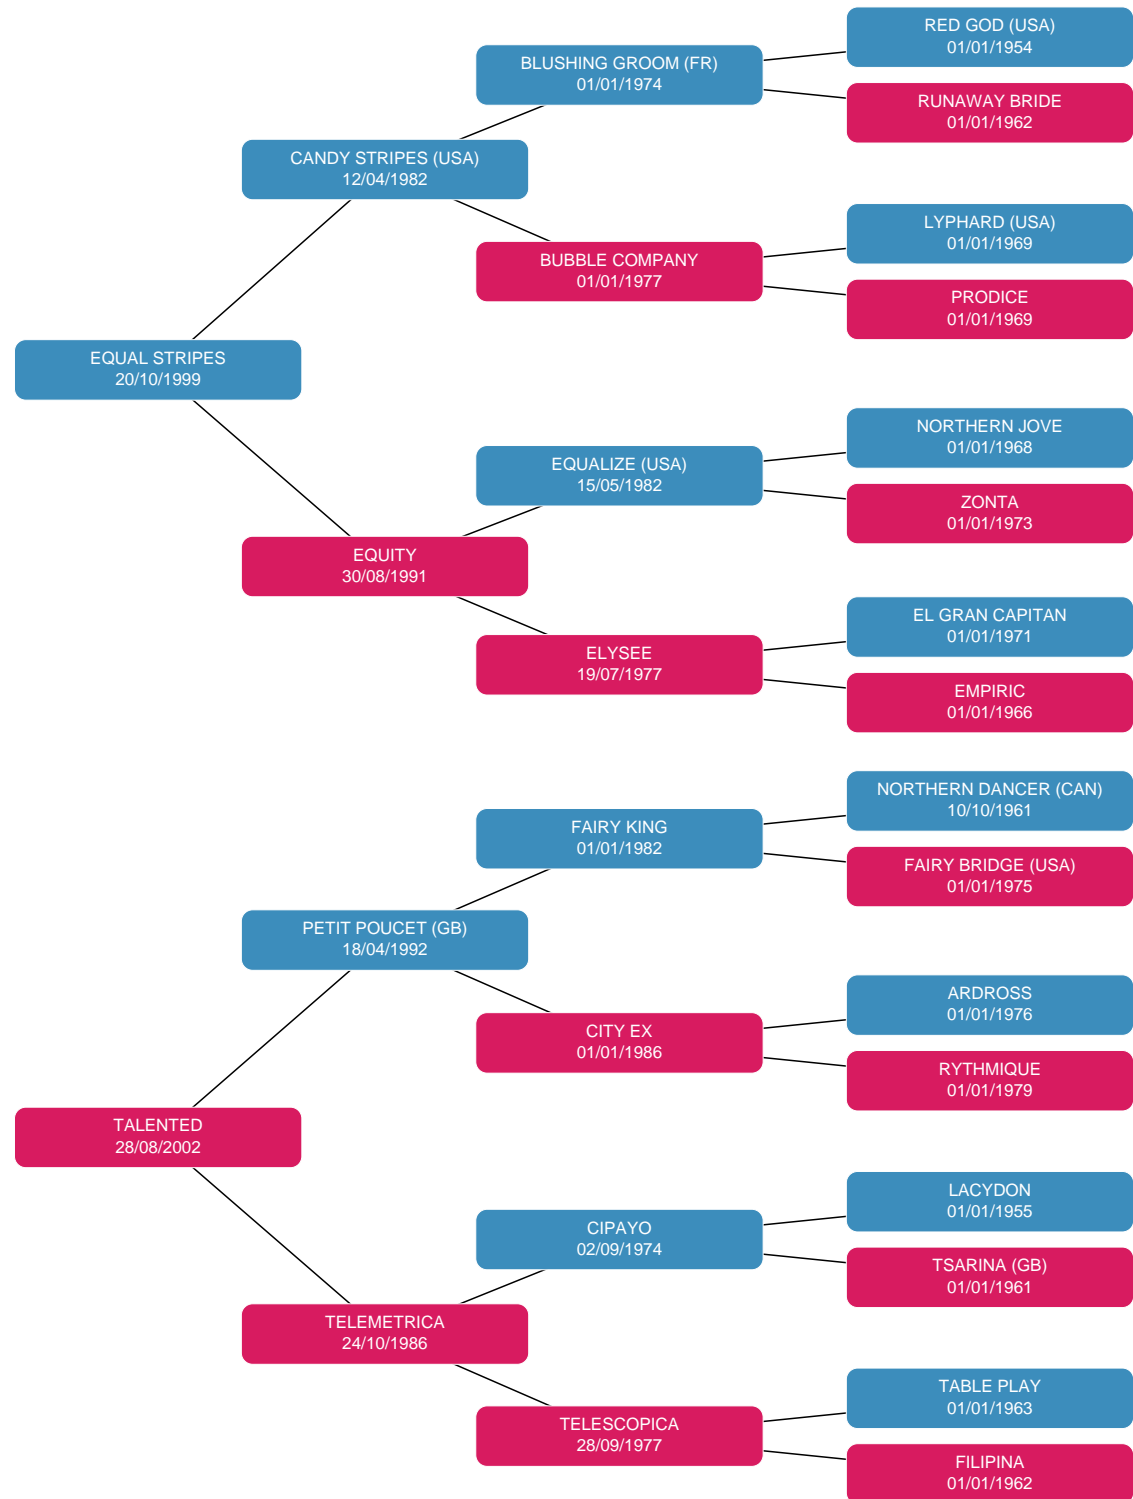 RED GOD (USA)
01/01/1954
BLUSHING GROOM (FR)
01/01/1974
RUNAWAY BRIDE
01/01/1962
CANDY STRIPES (USA)
12/04/1982
LYPHARD (USA)
01/01/1969
BUBBLE COMPANY
01/01/1977
PRODICE
01/01/1969
EQUAL STRIPES
20/10/1999
NORTHERN JOVE
01/01/1968
EQUALIZE (USA)
15/05/1982
ZONTA
01/01/1973
EQUITY
30/08/1991
EL GRAN CAPITAN
01/01/1971
ELYSEE
19/07/1977
EMPIRIC
01/01/1966
NORTHERN DANCER (CAN)
10/10/1961
FAIRY KING
01/01/1982
FAIRY BRIDGE (USA)
01/01/1975
PETIT POUCET (GB)
18/04/1992
ARDROSS
01/01/1976
CITY EX
01/01/1986
RYTHMIQUE
01/01/1979
TALENTED
28/08/2002
LACYDON
01/01/1955
CIPAYO
02/09/1974
TSARINA (GB)
01/01/1961
TELEMETRICA
24/10/1986
TABLE PLAY
01/01/1963
TELESCOPICA
28/09/1977
FILIPINA
01/01/1962